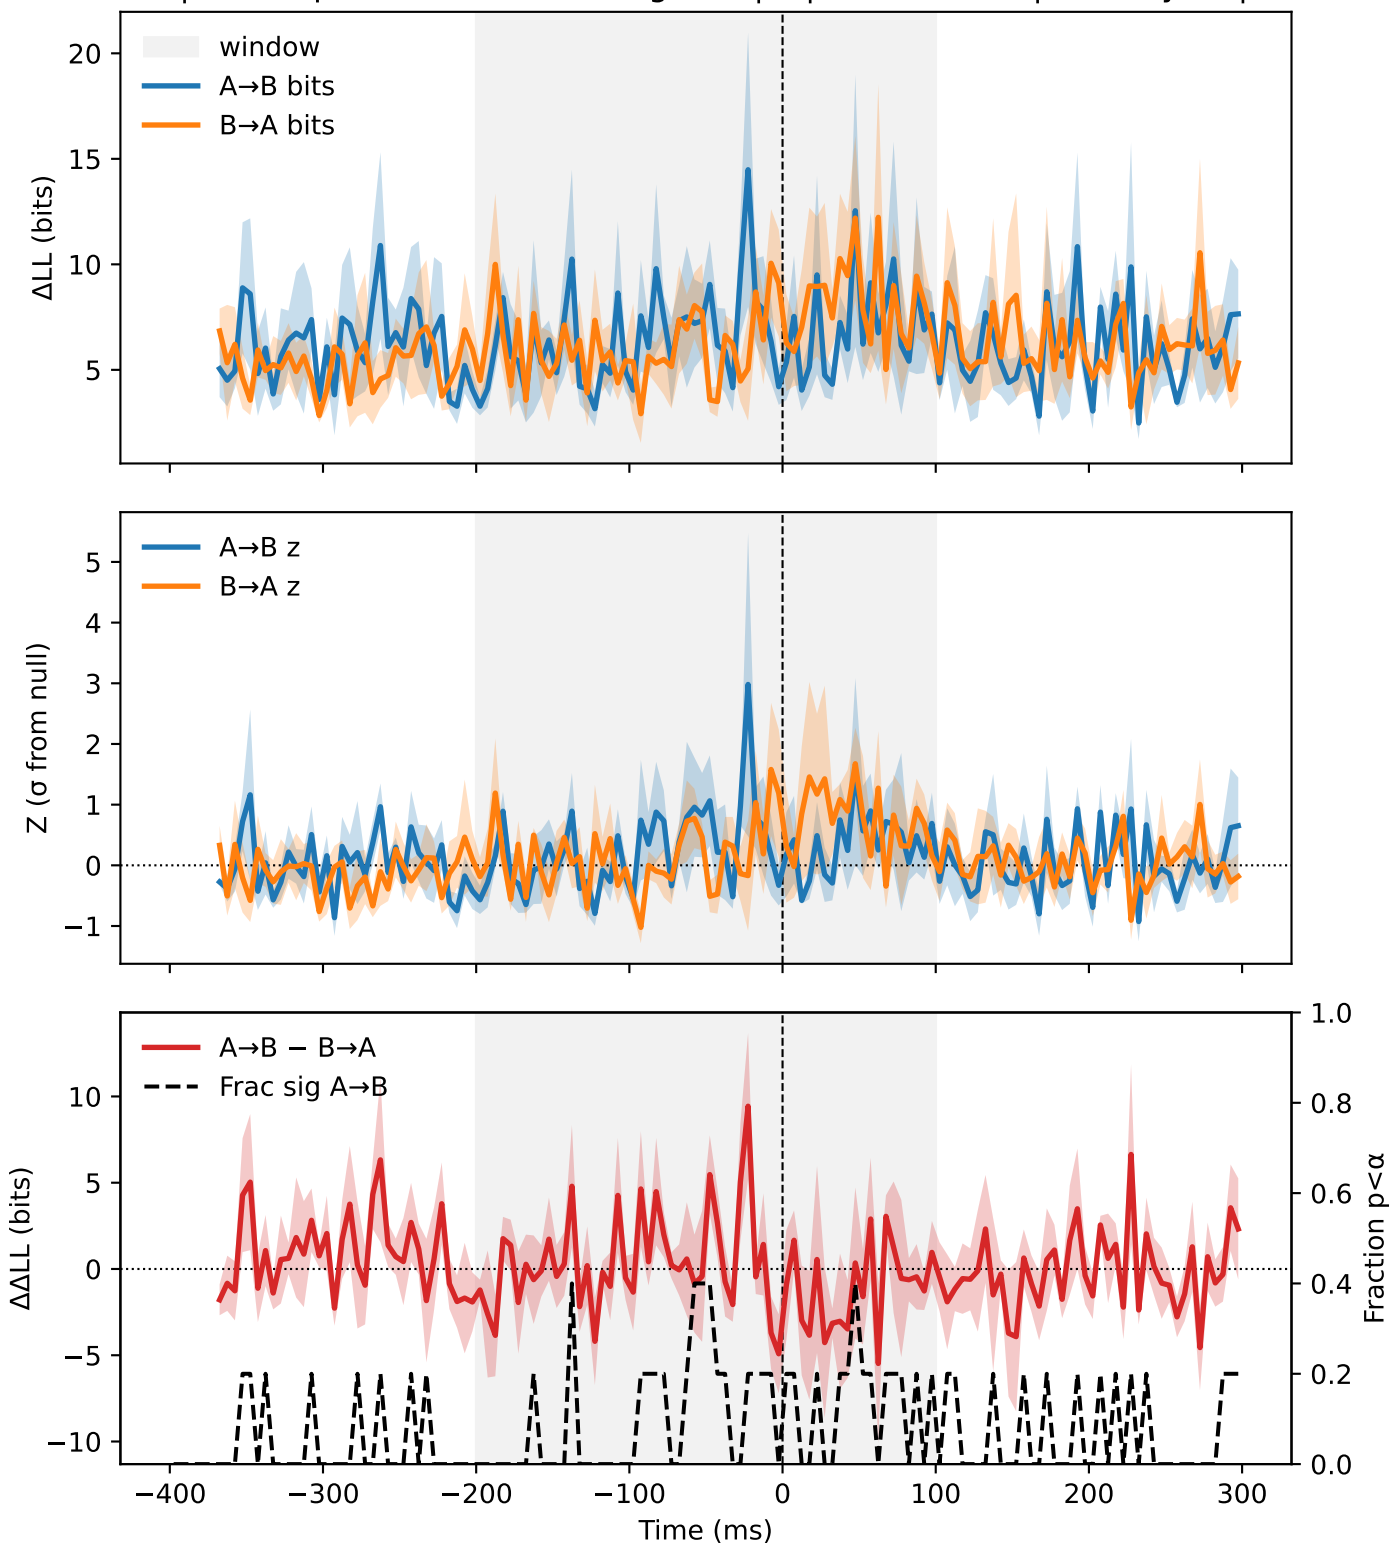 window
A→B bits
B→A bits
ΔLL (bits)
20
15
10
5
A→B z
B→A z
Z (σ from null)
5
4
3
2
1
0
−1
A→B − B→A
Frac sig A→B
ΔΔLL (bits)
10
5
0
−5
−10
1.0
0.8
0.6
0.4
0.2
0.0
Fraction p<α
−400 −300 −200 −100 0 100 200 300
Time (ms)